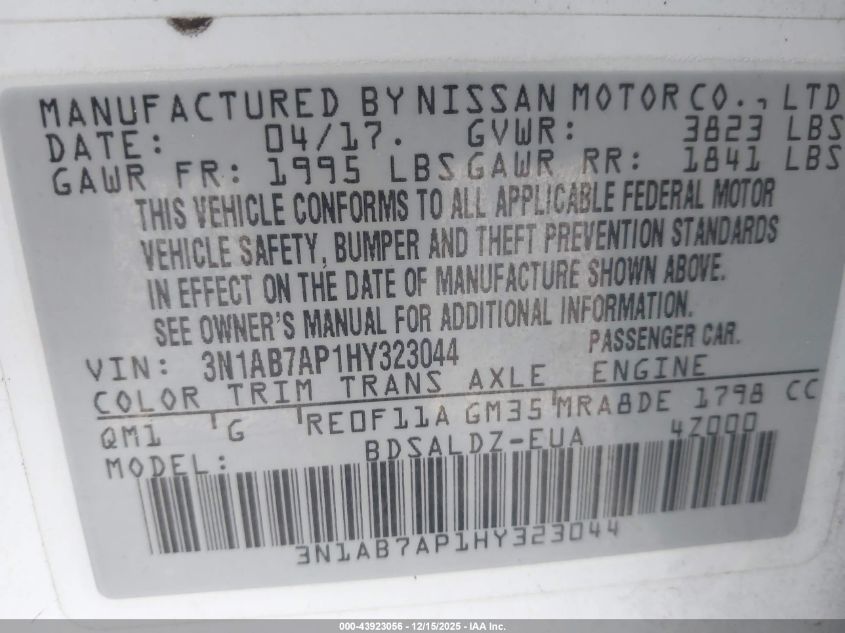 MANUFACTURED BY NISSAN MOTOR CO., LTD
DATE: 04/17. GVWR: 3823 LBS
GAWR FR: 1995 LBS GAWR RR: 1841 LBS
THIS VEHICLE CONFORMS TO ALL APPLICABLE FEDERAL MOTOR
VEHICLE SAFETY, BUMPER AND THEFT PREVENTION STANDARDS
IN EFFECT ON THE DATE OF MANUFACTURE SHOWN ABOVE.
SEE OWNER'S MANUAL FOR ADDITIONAL INFORMATION.
VIN: 3N1AB7AP1HY323044 PASSENGER CAR.
COLOR TRIM TRANS AXLE ENGINE
QM1 G RE0F11A GM35 MRA8DE 1798 CC
MODEL: BDSALDZ-EUA 4Z000
3N1AB7AP1HY323044
000-43923056 - 12/15/2025 - IAA Inc.